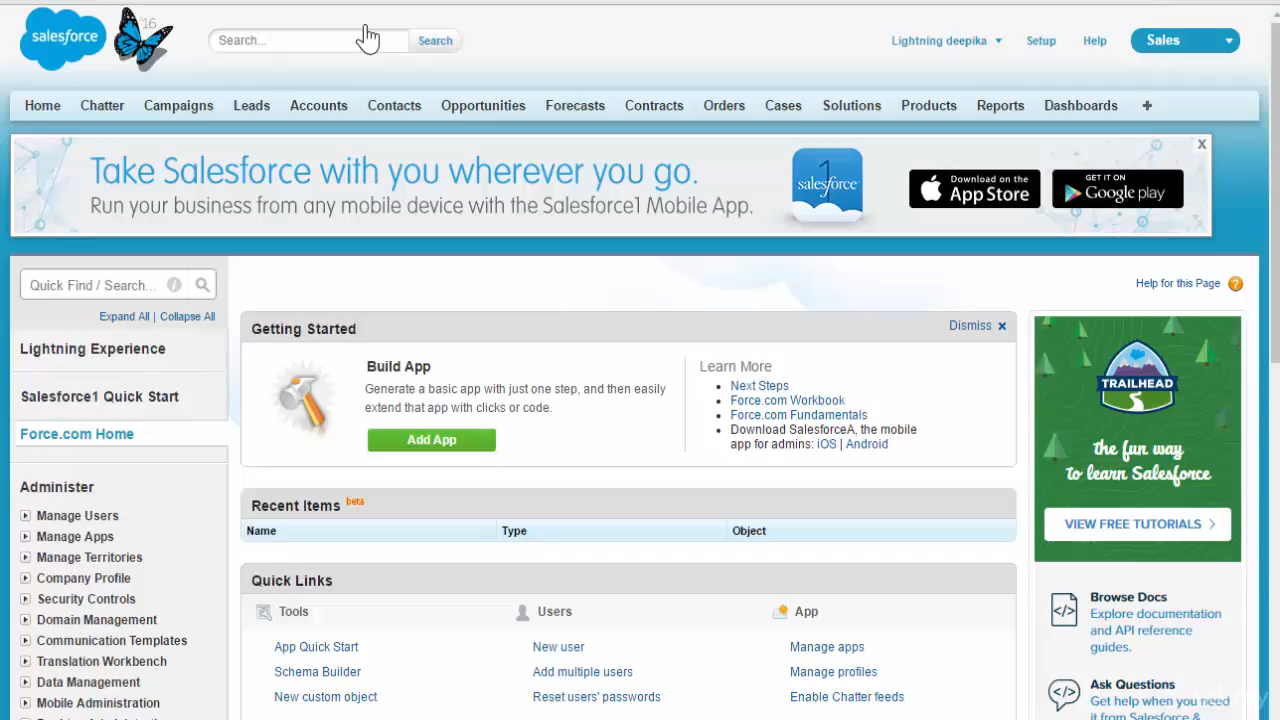 salesforce
'16
Search...
Search
Lightning deepika
Setup
Help
Sales
Home
Chatter
Campaigns
Leads
Accounts
Contacts
Opportunities
Forecasts
Contracts
Orders
Cases
Solutions
Products
Reports
Dashboards
+
Take Salesforce with you wherever you go.
Run your business from any mobile device with the Salesforce1 Mobile App.
1
salesforce
Download on the
App Store
GET IT ON
Google play
X
Quick Find / Search...
Expand All | Collapse All
Lightning Experience
Salesforce1 Quick Start
Force.com Home
Administer
Manage Users
Manage Apps
Manage Territories
Company Profile
Security Controls
Domain Management
Communication Templates
Translation Workbench
Data Management
Mobile Administration
Help for this Page
Getting Started
Dismiss
Build App
Generate a basic app with just one step, and then easily
extend that app with clicks or code.
Add App
Learn More
Next Steps
Force.com Workbook
Force.com Fundamentals
Download SalesforceA, the mobile
app for admins: iOS | Android
Recent Items beta
Name
Type
Object
Quick Links
Tools
App Quick Start
Schema Builder
New custom object
Users
New user
Add multiple users
Reset users' passwords
App
Manage apps
Manage profiles
Enable Chatter feeds
TRAILHEAD
the fun way
to learn Salesforce
VIEW FREE TUTORIALS
Browse Docs
Explore documentation
and API reference
guides.
Ask Questions
Get help when you need
it from Salesforce &